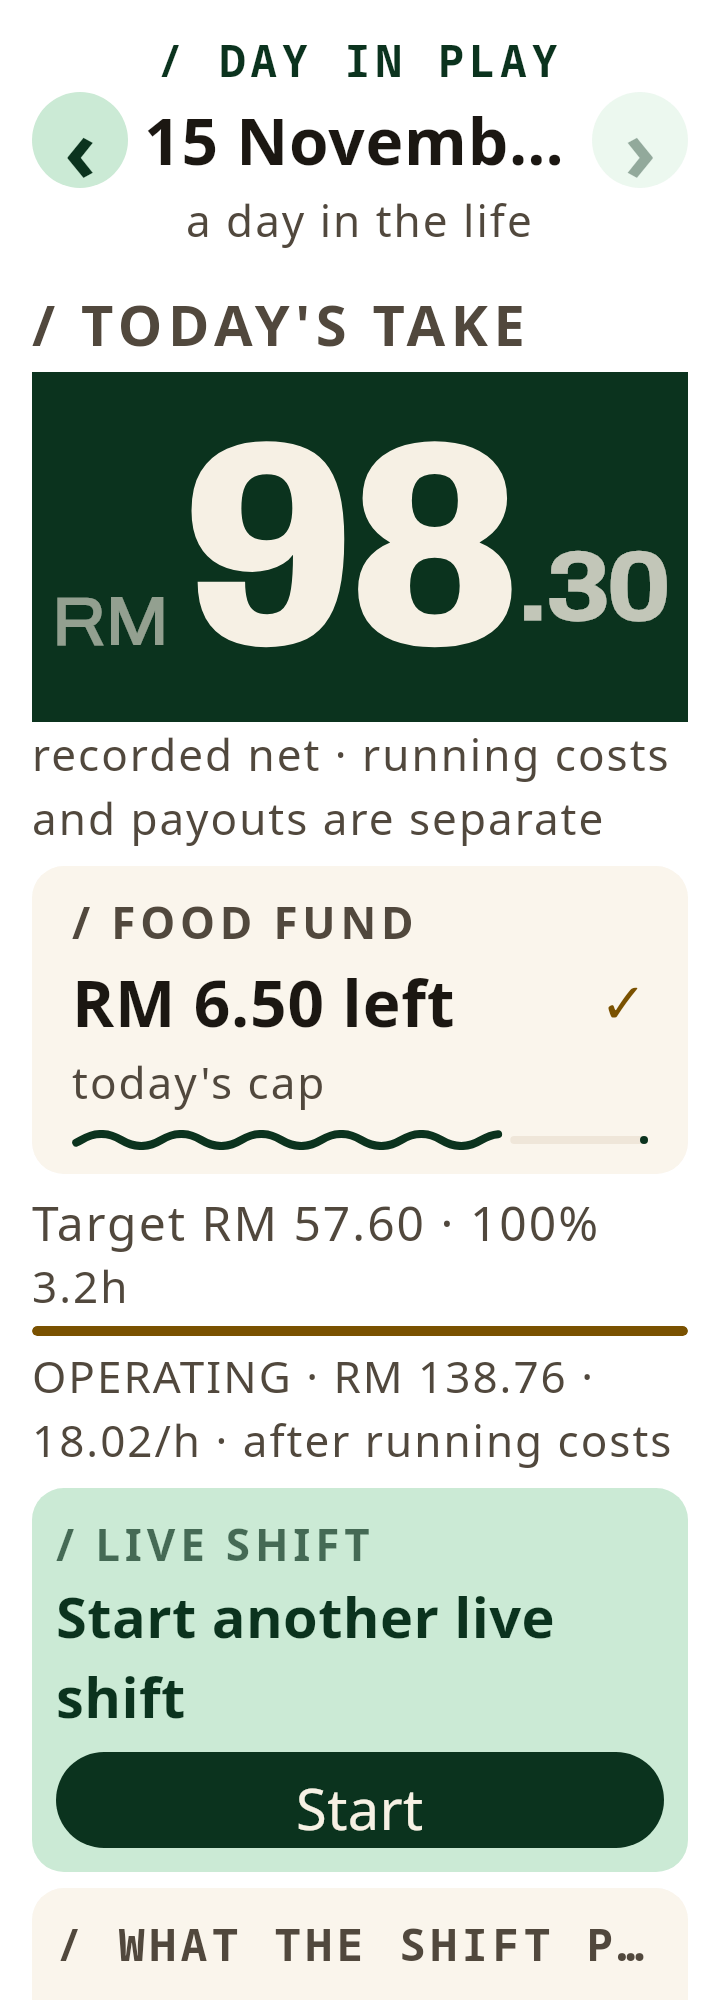 / DAY IN PLAY
‹ 15 Novemb… ›
a day in the life
/ TODAY'S TAKE
RM 98.30
recorded net · running costs
and payouts are separate
/ FOOD FUND
RM 6.50 left ✓
today's cap
Target RM 57.60 · 100%
3.2h
OPERATING · RM 138.76 ·
18.02/h · after running costs
/ LIVE SHIFT
Start another live
shift
Start
/ WHAT THE SHIFT P…